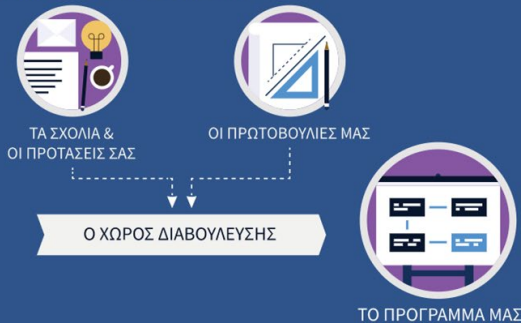 ΤΑ ΣΧΟΛΙΑ &
ΟΙ ΠΡΟΤΑΣΕΙΣ ΣΑΣ
ΟΙ ΠΡΩΤΟΒΟΥΛΙΕΣ ΜΑΣ
Ο ΧΩΡΟΣ ΔΙΑΒΟΥΛΕΥΣΗΣ
ΤΟ ΠΡΟΓΡΑΜΜΑ ΜΑΣ